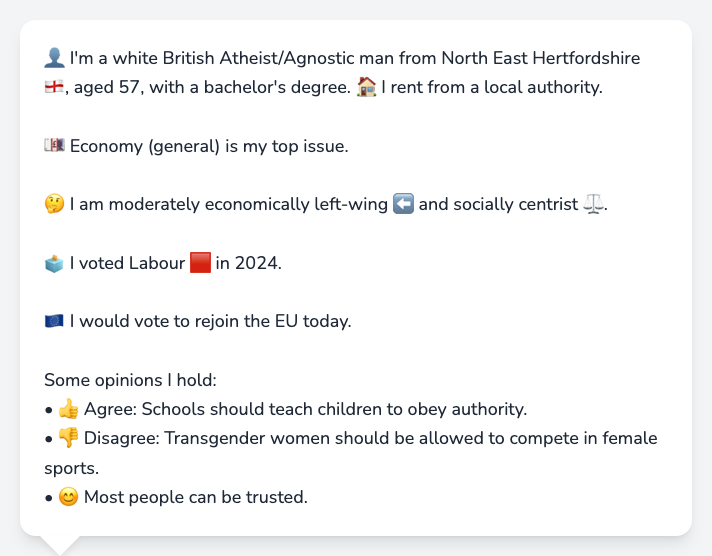 👤 I'm a white British Atheist/Agnostic man from North East Hertfordshire
🏴󠁧󠁢󠁥󠁮󠁧󠁿, aged 57, with a bachelor's degree. 🏠 I rent from a local authority.
💷 Economy (general) is my top issue.
🤔 I am moderately economically left-wing ⬅️ and socially centrist ⚖️.
🗳️ I voted Labour 🟥 in 2024.
🇪🇺 I would vote to rejoin the EU today.
Some opinions I hold:
• 👍 Agree: Schools should teach children to obey authority.
• 👎 Disagree: Transgender women should be allowed to compete in female
sports.
• 😊 Most people can be trusted.